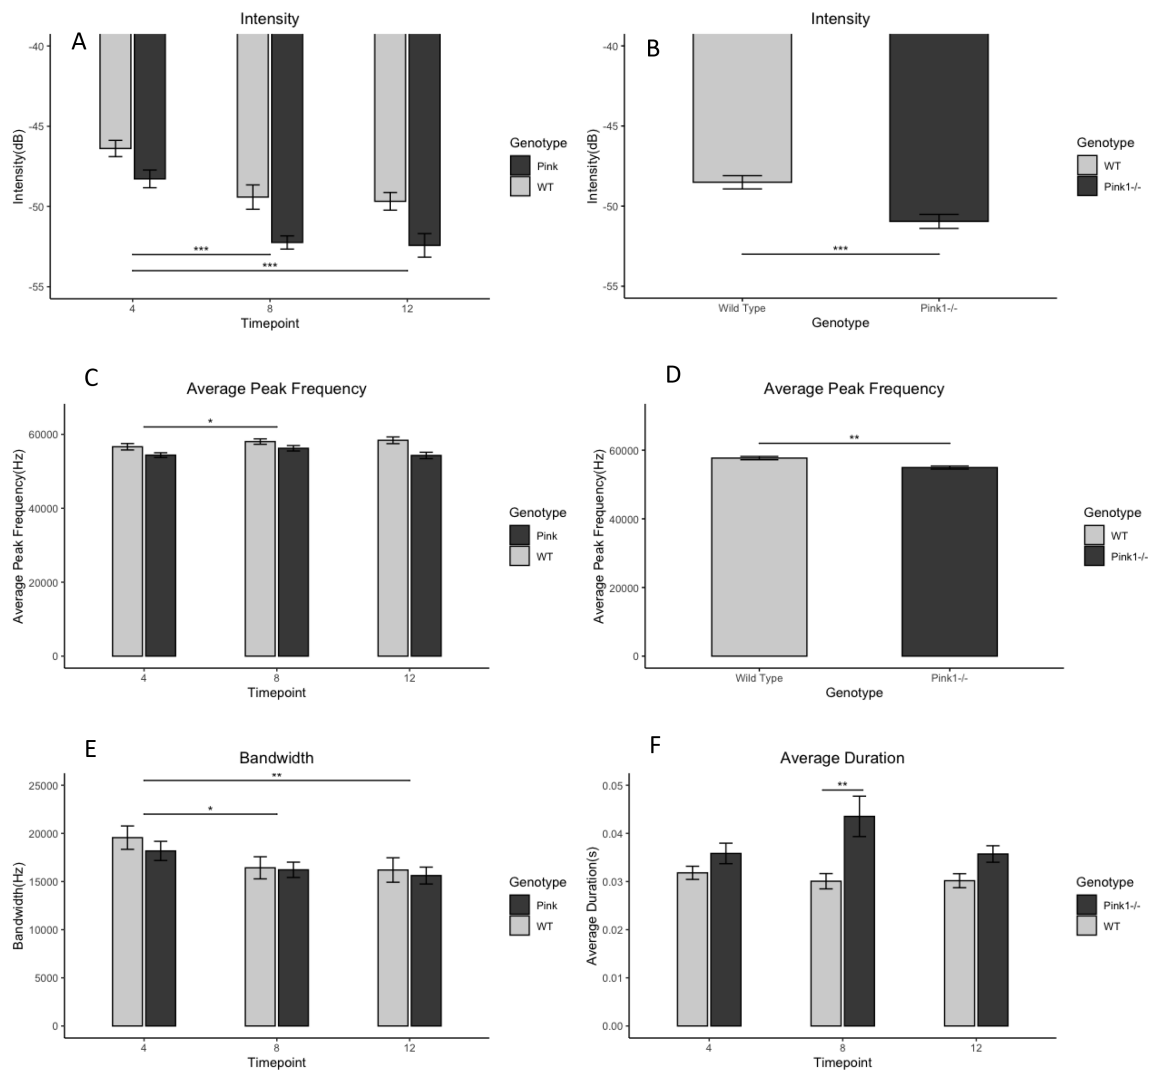 A
Intensity
-40
-45
-50
-55
Intensity(dB)
***
***
4
8
12
Timepoint
Genotype
Pink
WT
B
Intensity
-40
-45
-50
-55
Intensity(dB)
***
Wild Type
Pink1-/-
Genotype
Genotype
WT
Pink1-/-
C
Average Peak Frequency
60000
40000
20000
0
Average Peak Frequency(Hz)
*
4
8
12
Timepoint
Genotype
Pink
WT
D
Average Peak Frequency
60000
40000
20000
0
Average Peak Frequency(Hz)
**
Wild Type
Pink1-/-
Genotype
Genotype
WT
Pink1-/-
E
Bandwidth
25000
20000
15000
10000
5000
0
Bandwidth(Hz)
**
*
4
8
12
Timepoint
Genotype
Pink
WT
F
Average Duration
0.05
0.04
0.03
0.02
0.01
0.00
Average Duration(s)
**
4
8
12
Timepoint
Genotype
Pink1-/-
WT